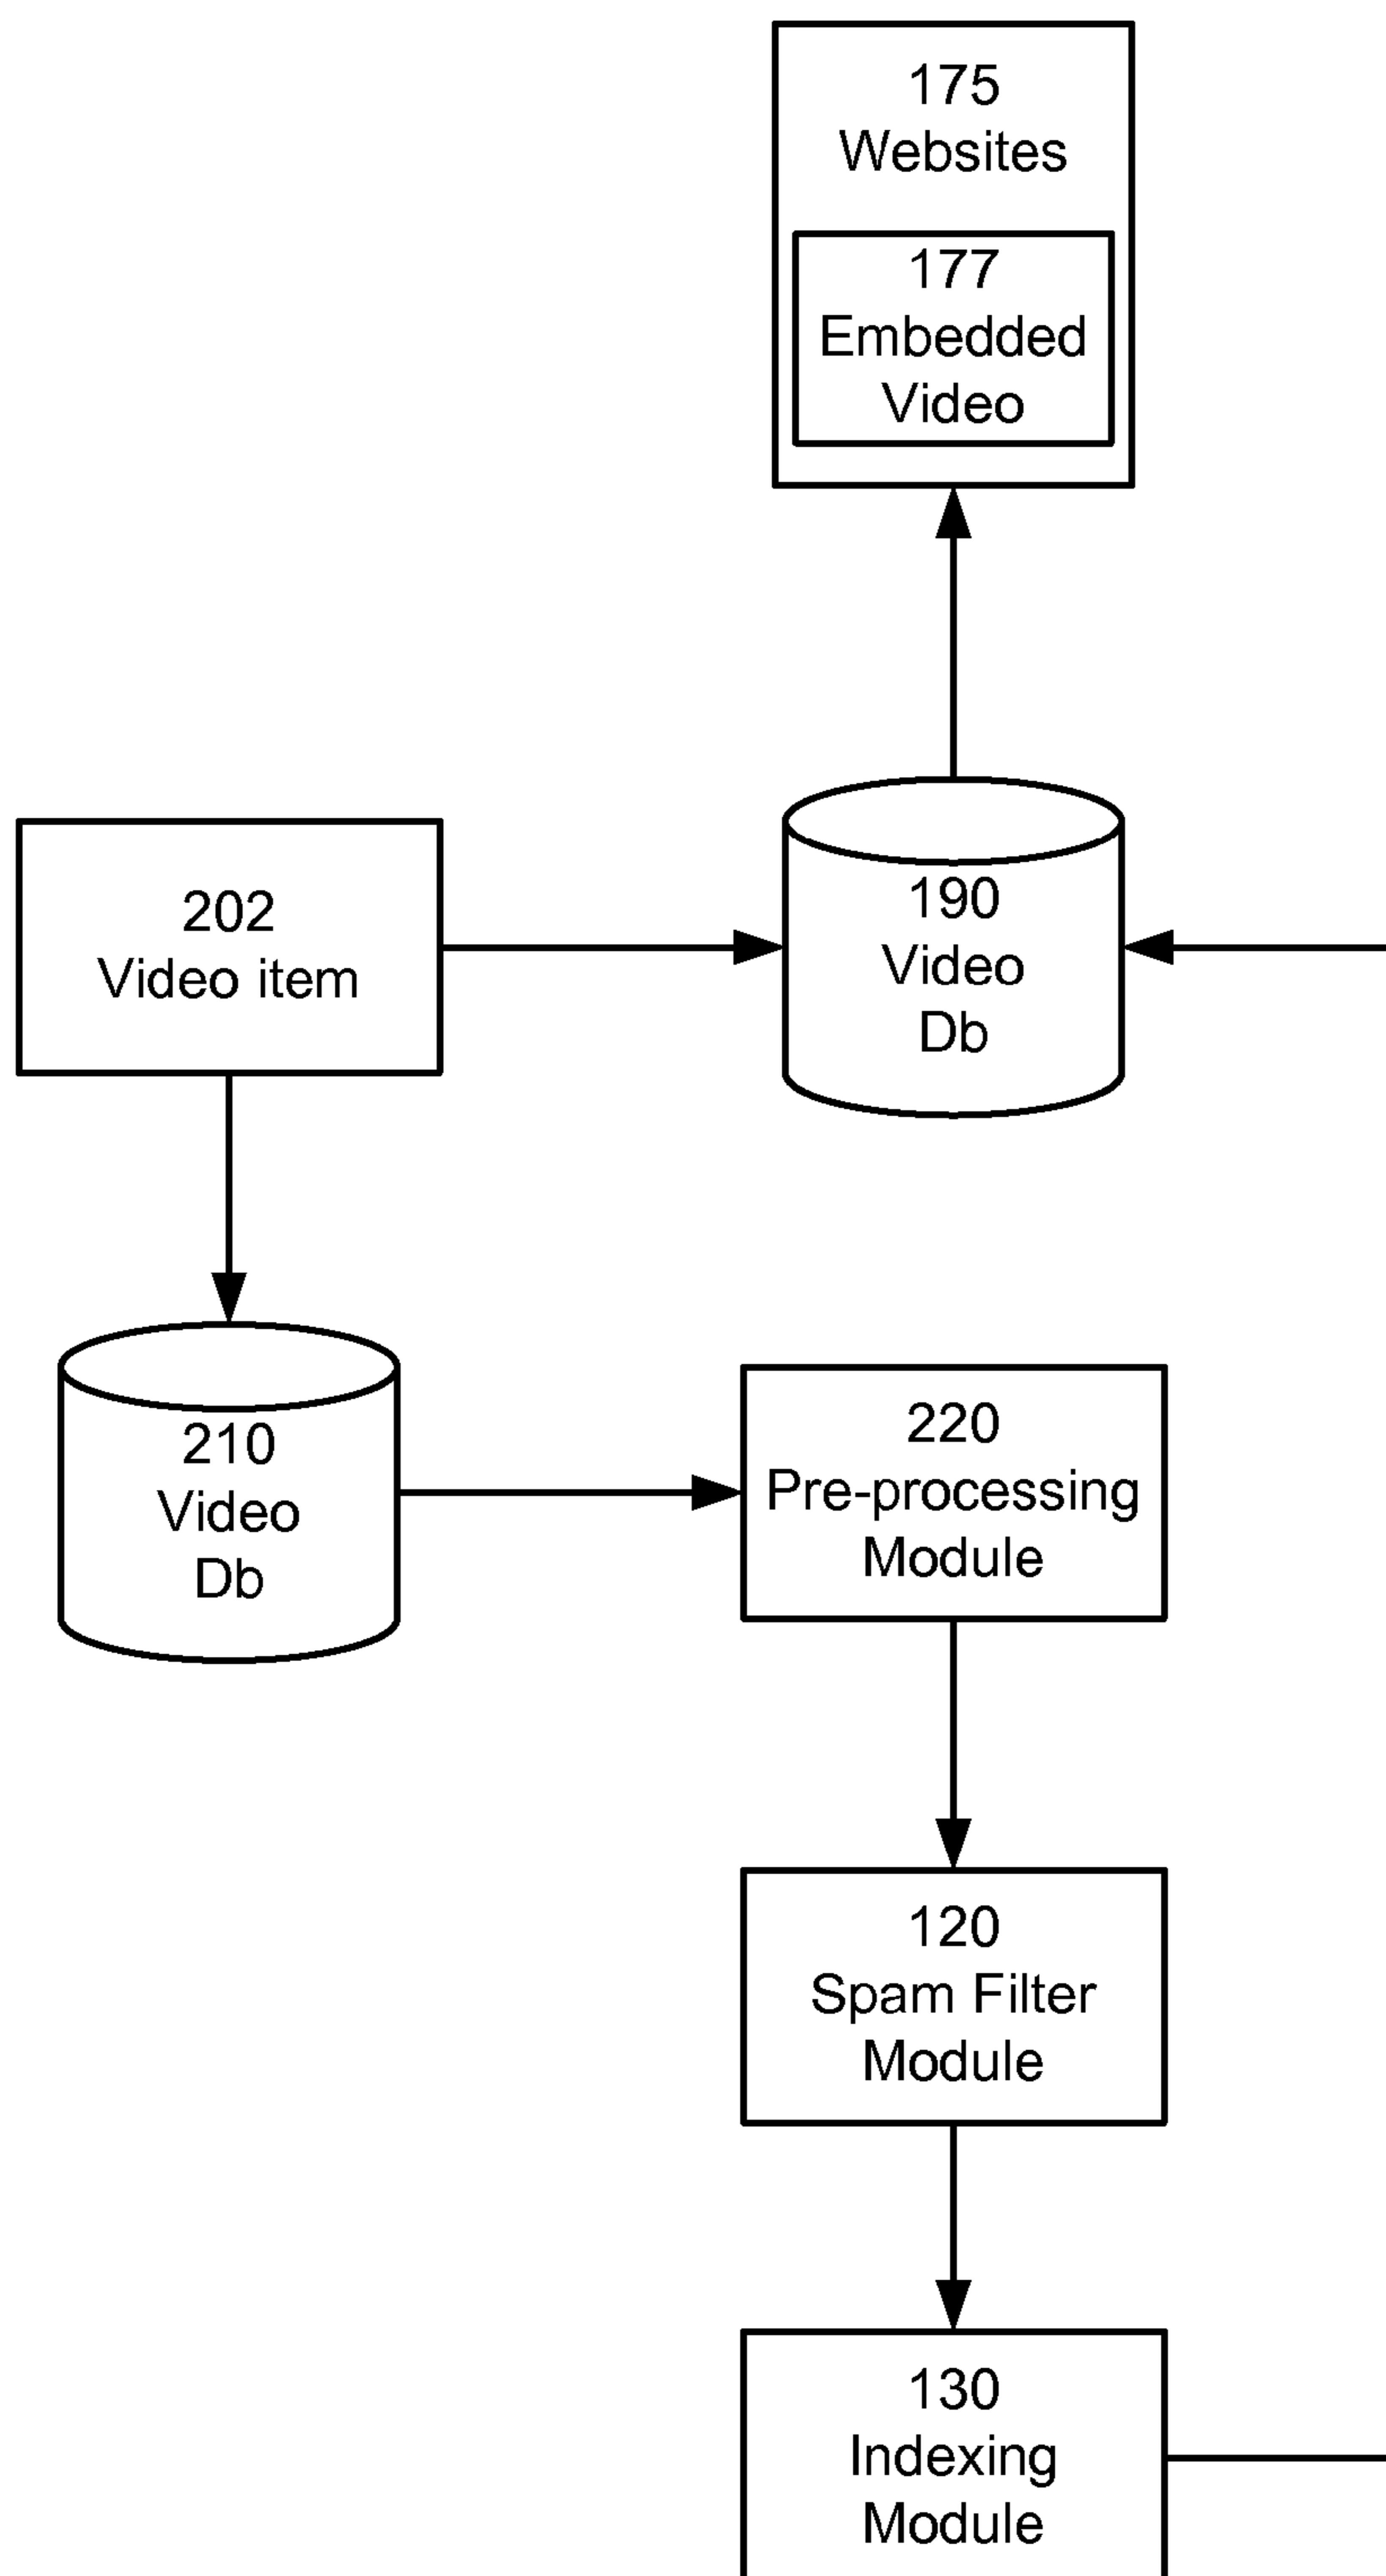 175
Websites
177
Embedded
Video
202
Video item
190
Video
Db
210
Video
Db
220
Pre-processing
Module
120
Spam Filter
Module
130
Indexing
Module